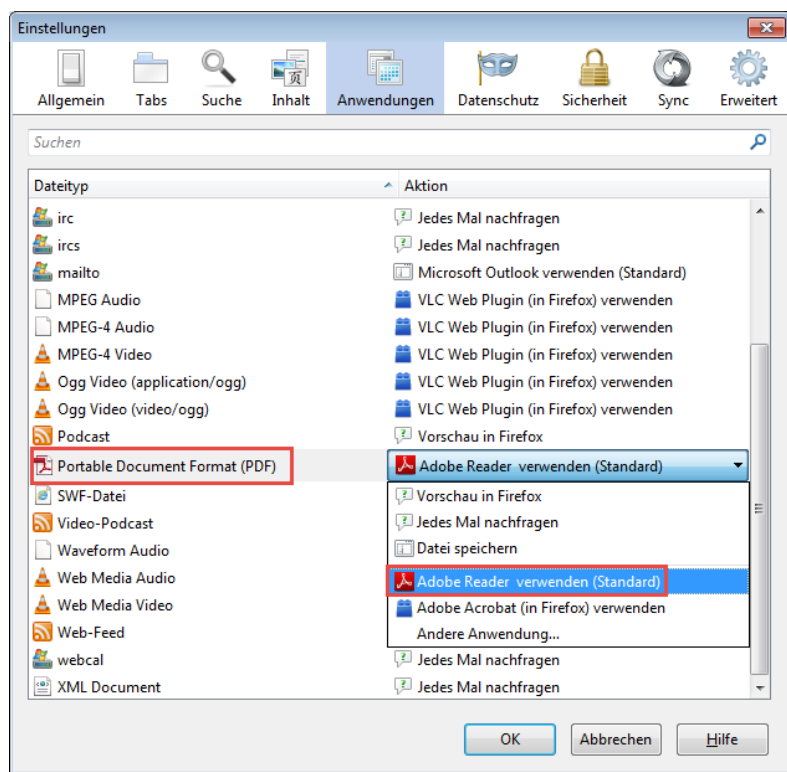 Einstellungen
Allgemein Tabs Suche Inhalt Anwendungen Datenschutz Sicherheit Sync Erweitert
Suchen
Dateityp Aktion
irc Jedes Mal nachfragen
ircs Jedes Mal nachfragen
mailto Microsoft Outlook verwenden (Standard)
MPEG Audio VLC Web Plugin (in Firefox) verwenden
MPEG-4 Audio VLC Web Plugin (in Firefox) verwenden
MPEG-4 Video VLC Web Plugin (in Firefox) verwenden
Ogg Video (application/ogg) VLC Web Plugin (in Firefox) verwenden
Ogg Video (video/ogg) VLC Web Plugin (in Firefox) verwenden
Podcast Vorschau in Firefox
Portable Document Format (PDF) Adobe Reader verwenden (Standard)
SWF-Datei Vorschau in Firefox
Video-Podcast Jedes Mal nachfragen
Waveform Audio Datei speichern
Web Media Audio Adobe Reader verwenden (Standard)
Web Media Video Adobe Acrobat (in Firefox) verwenden
Web-Feed Andere Anwendung...
webcal Jedes Mal nachfragen
XML Document Jedes Mal nachfragen
OK Abbrechen Hilfe